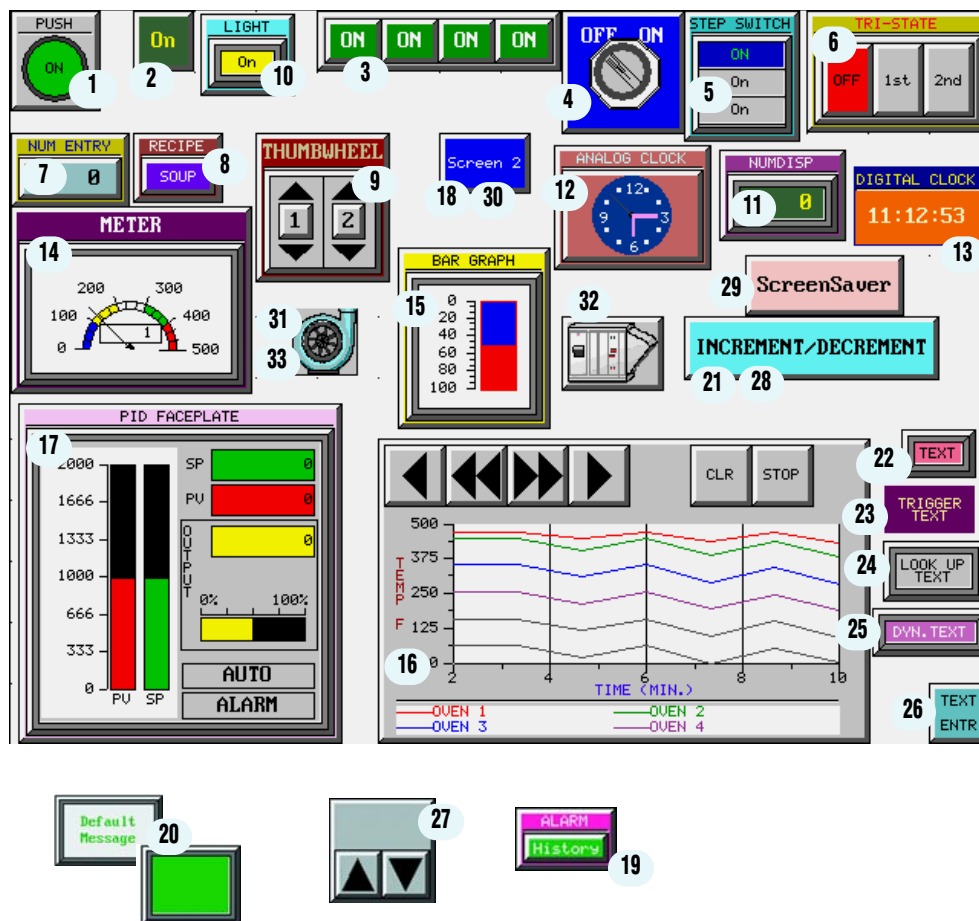 PUSH
ON
1
On
2
LIGHT
On
10
ON ON ON ON
3
OFF ON
4
STEP SWITCH
ON
On
On
5
TRI-STATE
6
OFF 1st 2nd
NUM ENTRY
7
0
RECIPE
8
SOUP
THUMBWHEEL
9
1 2
Screen 2
18 30
ANALOG CLOCK
12
12
9 3
6
NUMDISP
11
0
DIGITAL CLOCK
11:12:53
13
METER
14
200 300
100 400
1
0 500
31
33
BAR GRAPH
15
0
20
40
60
80
100
32
29
ScreenSaver
INCREMENT/DECREMENT
21 28
PID FACEPLATE
17
2000
1666
1333
1000
666
333
0
PV SP
SP 0
PV 0
OUTPUT
0
0% 100%
AUTO
ALARM
CLR STOP
500
375
250
125
0
TEMP F
16
2 4 6 8 10
TIME (MIN.)
OVEN 1 OVEN 2
OVEN 3 OVEN 4
22
TEXT
23
TRIGGER
TEXT
24
LOOK UP
TEXT
25
DYN.TEXT
26
TEXT
ENTR
Default
Message
20
27
ALARM
History
19